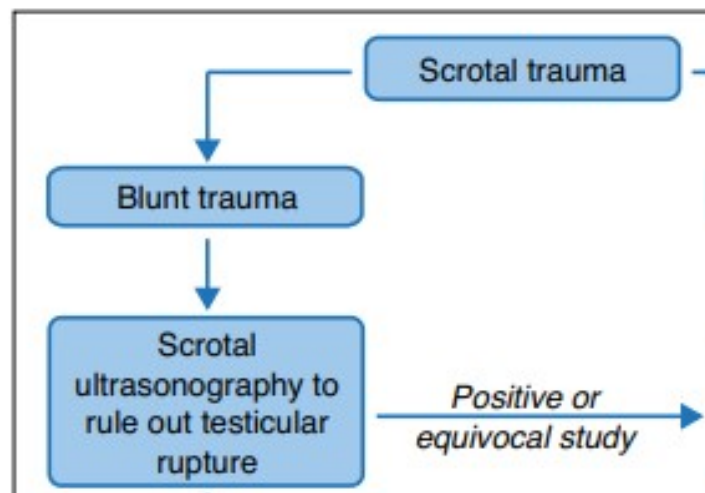 Scrotal trauma
Blunt trauma
Scrotal
ultrasonography to
rule out testicular
rupture
Positive or
equivocal study